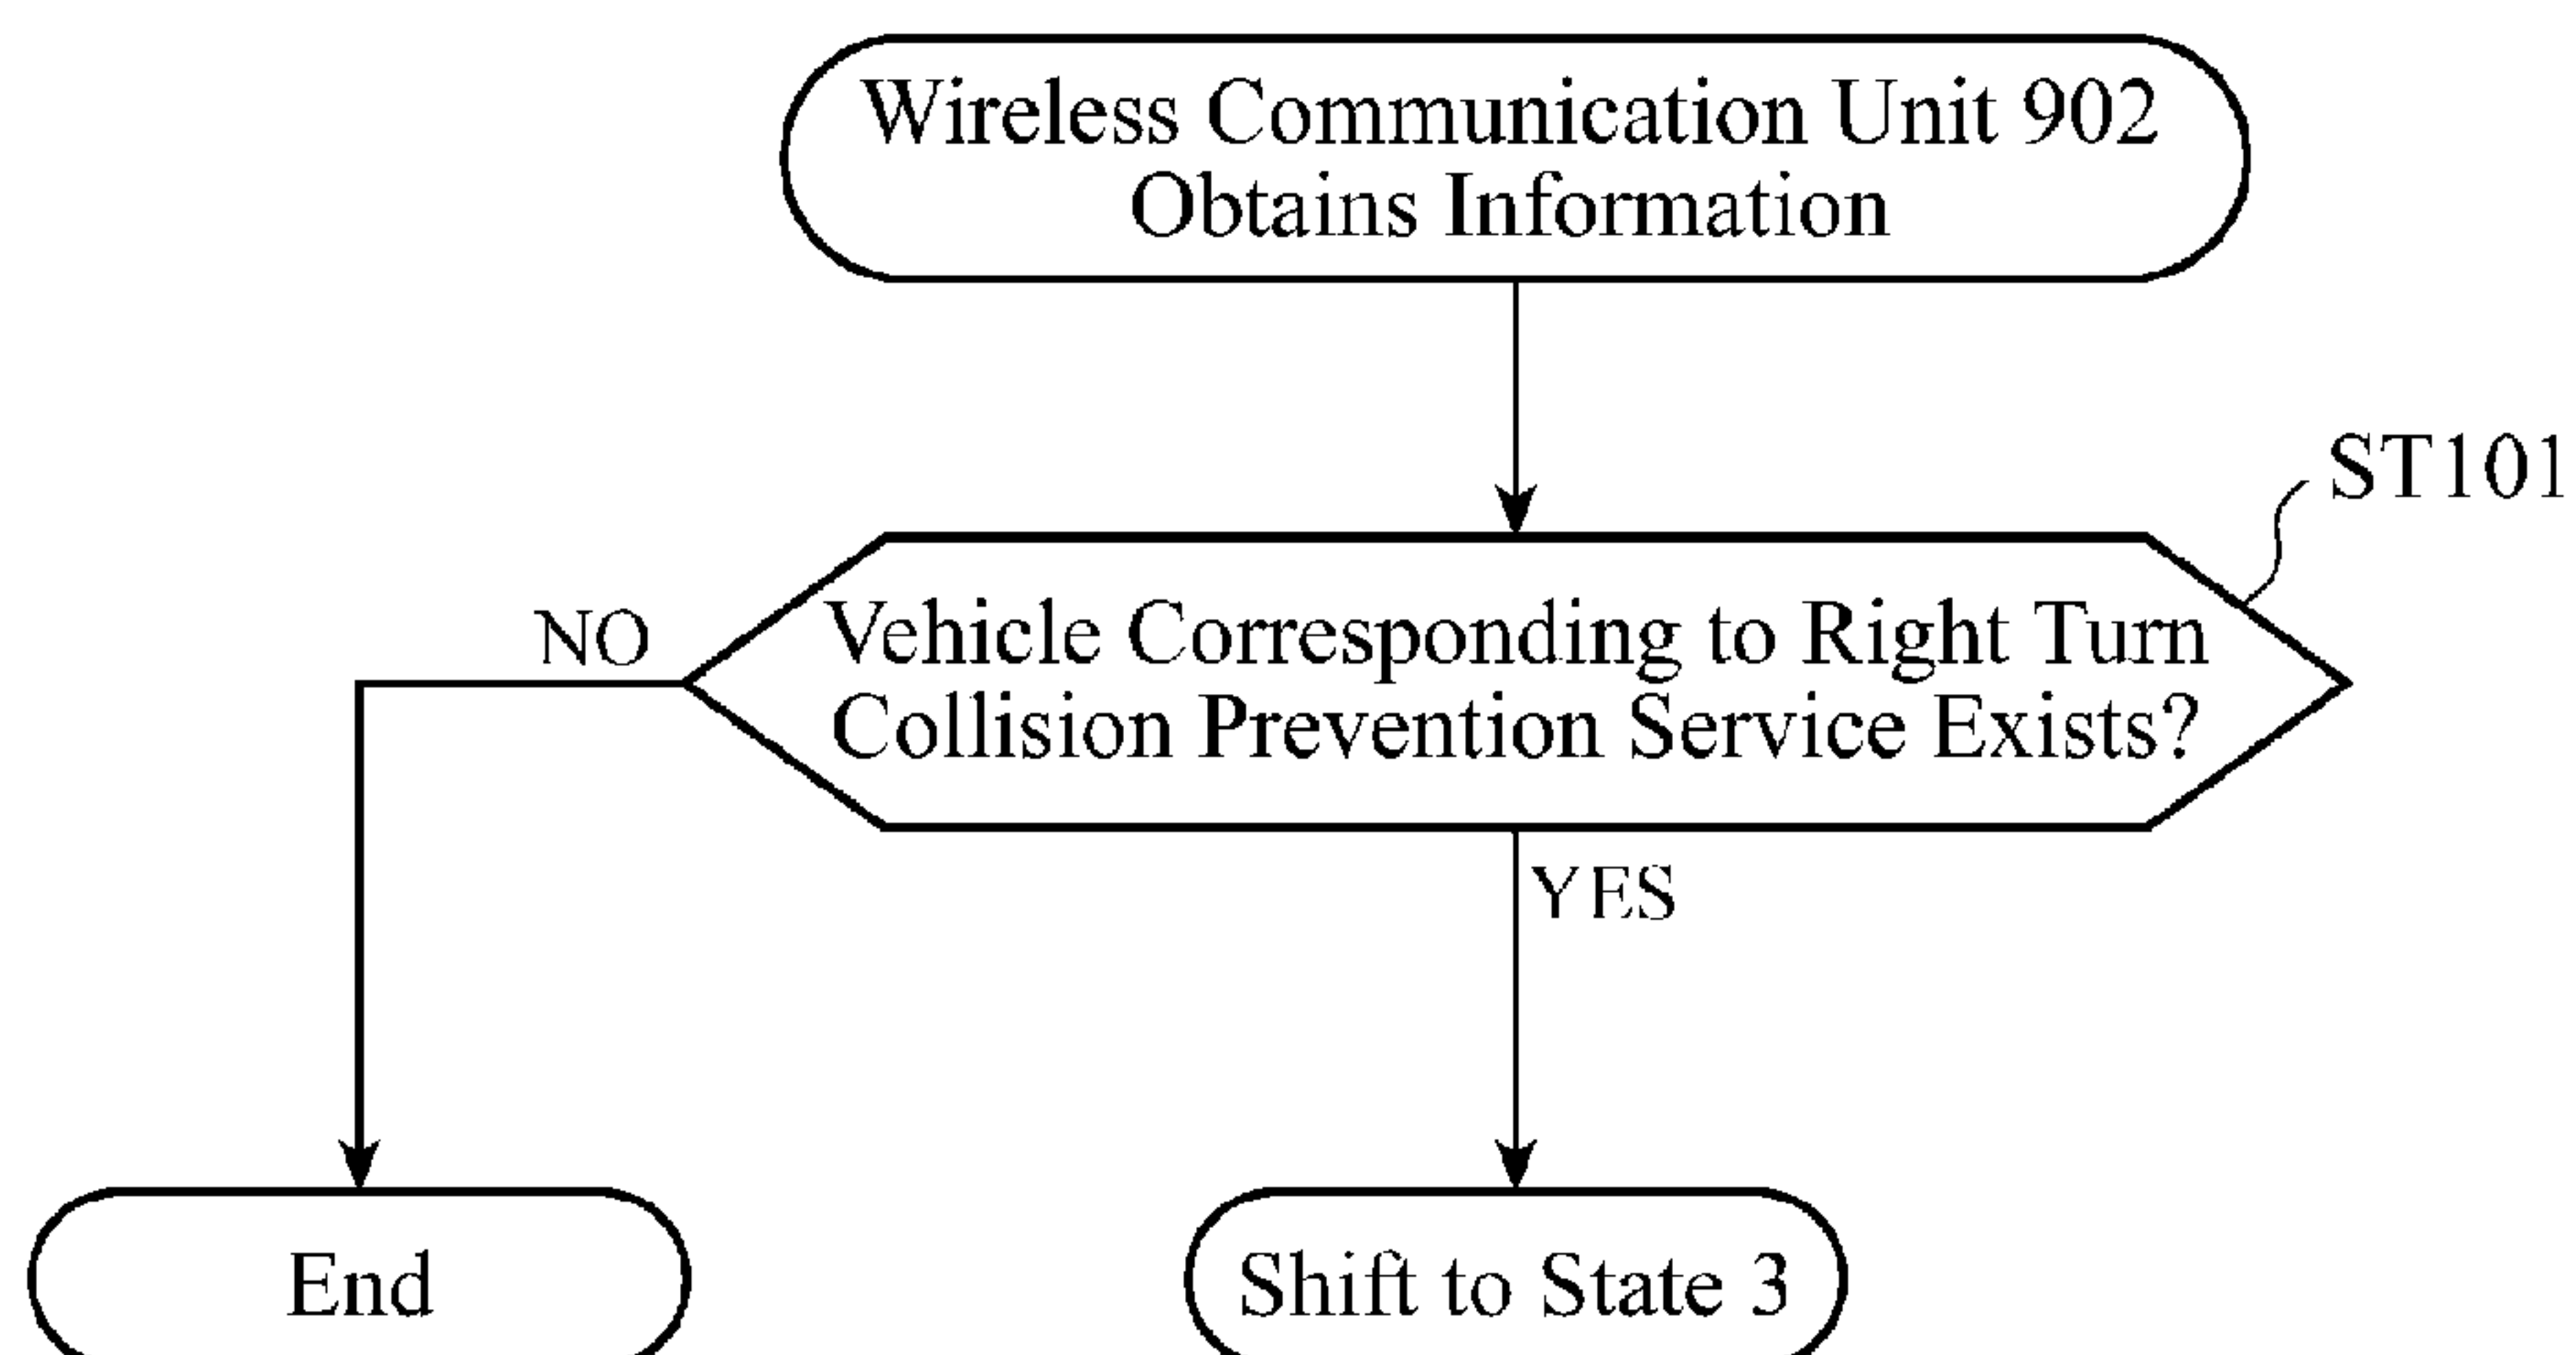 Wireless Communication Unit 902
Obtains Information
ST101
Vehicle Corresponding to Right Turn
Collision Prevention Service Exists?
NO
YES
End
Shift to State 3